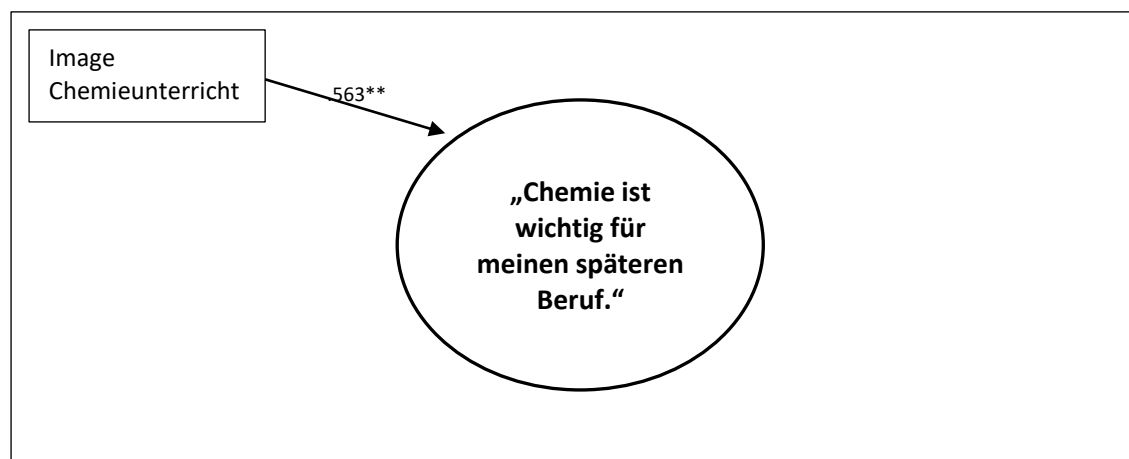 Image
Chemieunterricht
.563**
„Chemie ist
wichtig für
meinen späteren
Beruf.“